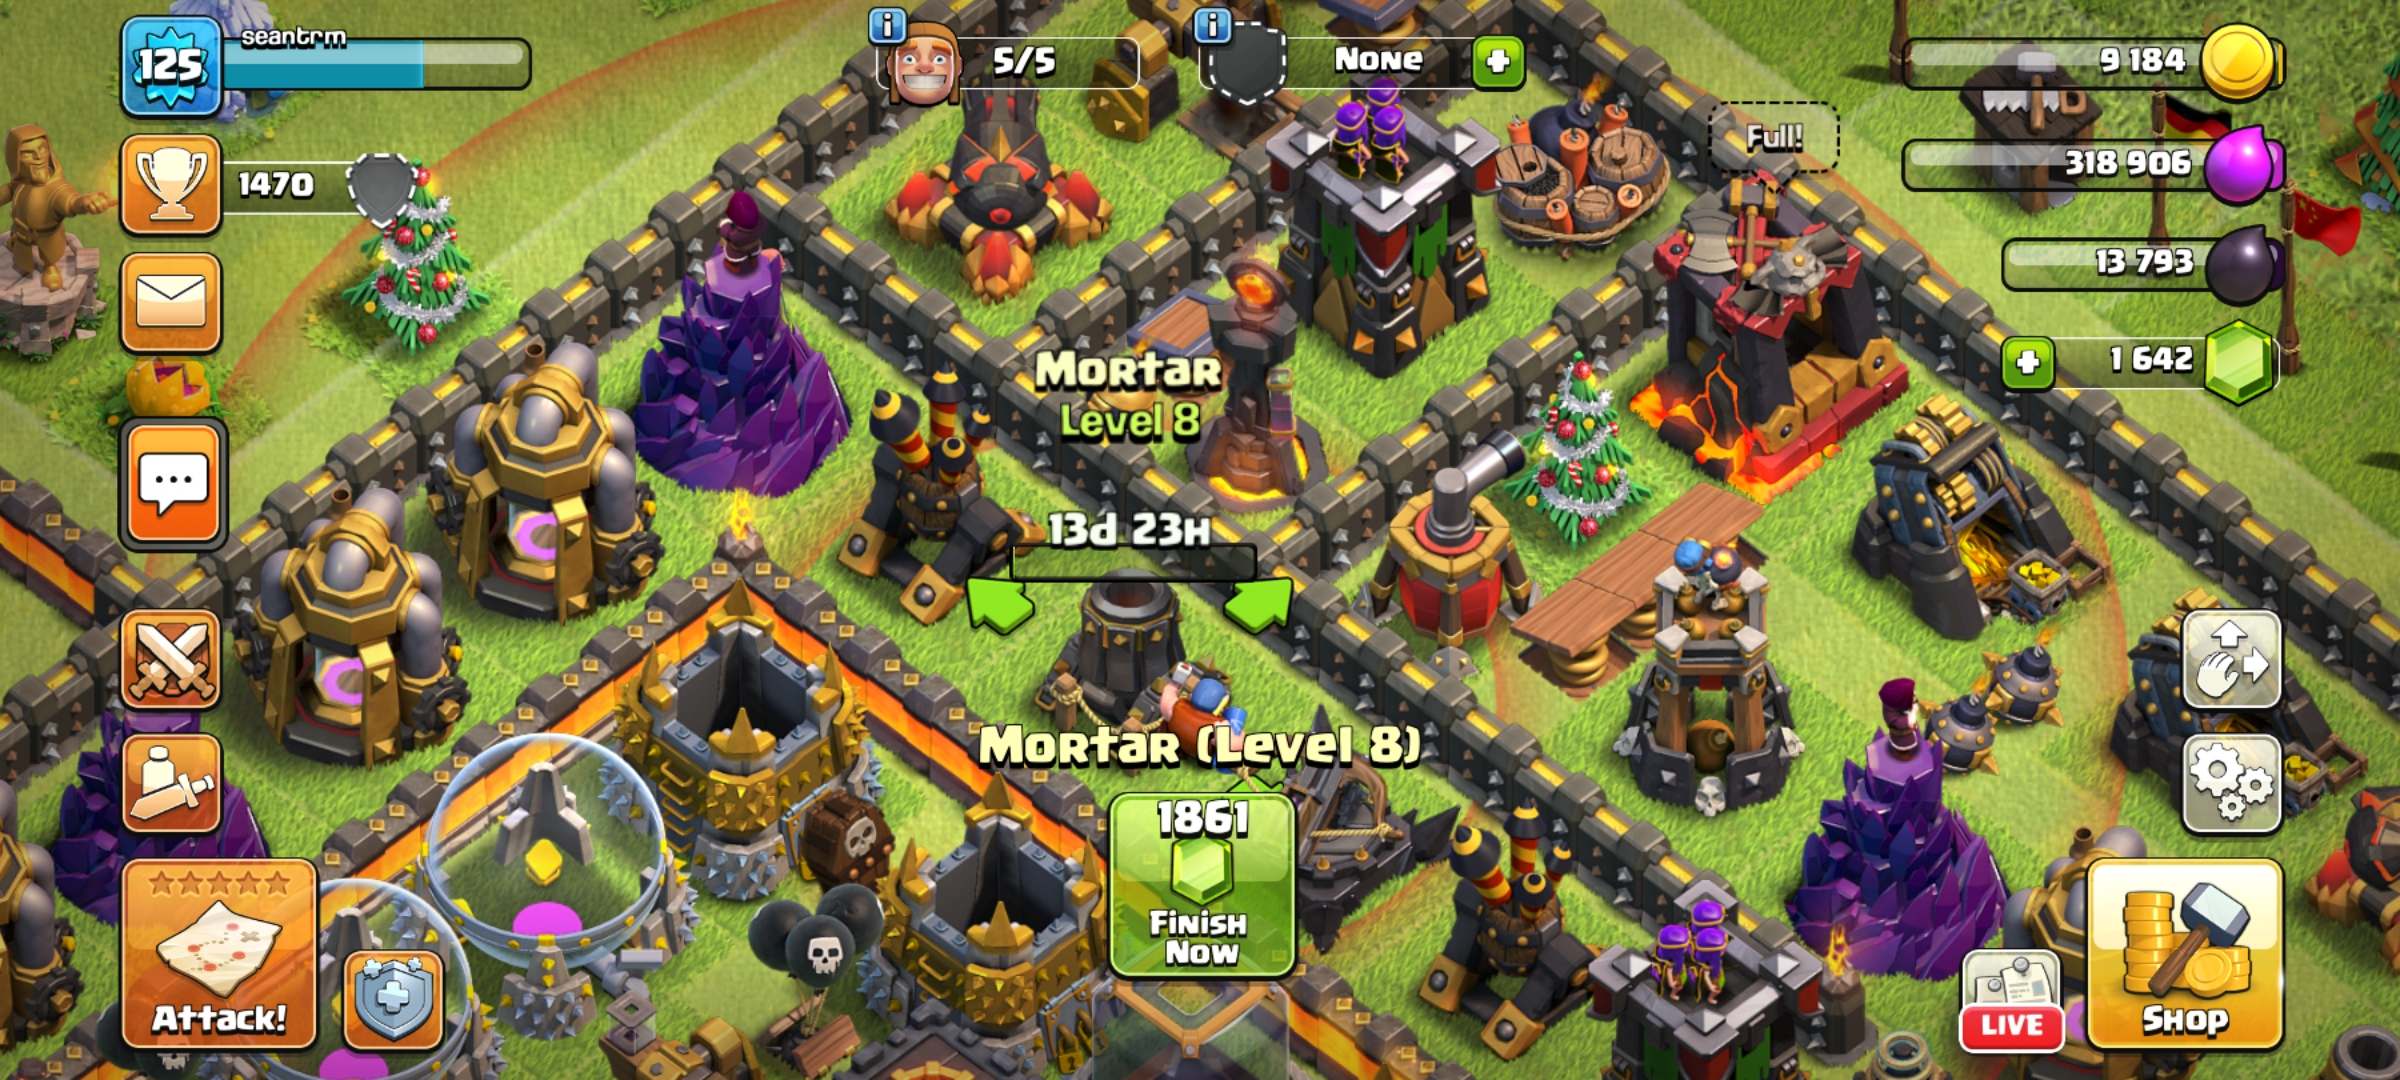 125
seantrm
5/5
None
9 184
1470
Full!
318 906
13 793
1 642
Mortar
Level 8
13d 23H
Mortar (Level 8)
1861
Finish
Now
Attack!
LIVE
Shop